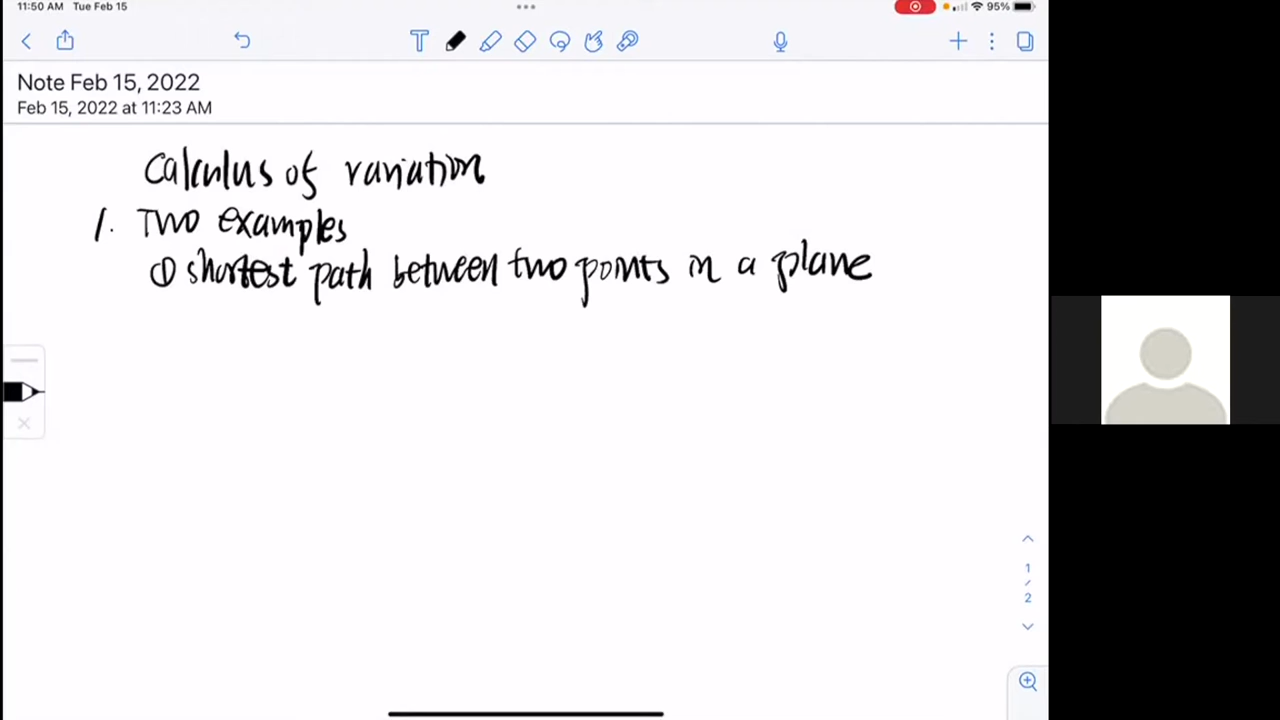 11:50 AM Tue Feb 15
95%
Note Feb 15, 2022
Feb 15, 2022 at 11:23 AM
Calculus of variation
1. Two examples
① shortest path between two points in a plane
1
/
2